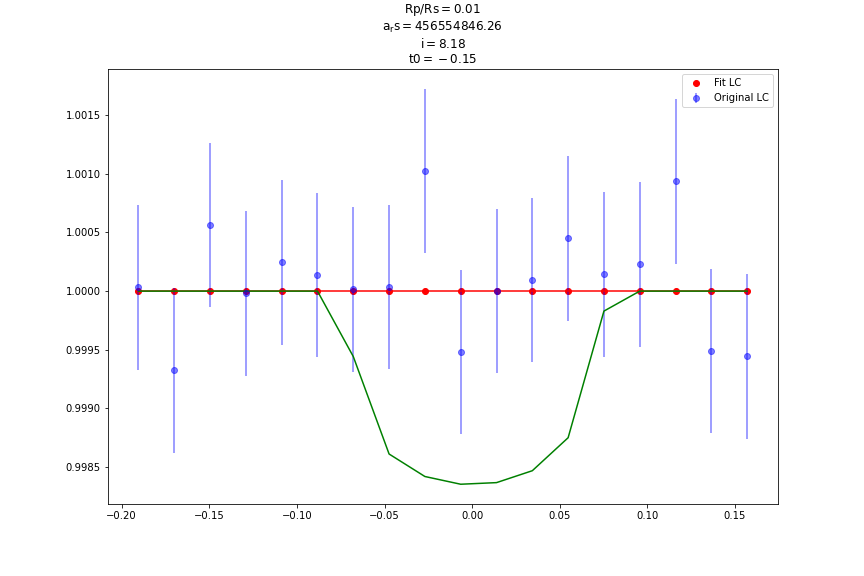 Rp/Rs = 0.01
aᵣs = 456554846.26
i = 8.18
t0 = −0.15
Fit LC
Original LC
1.0015
1.0010
1.0005
1.0000
0.9995
0.9990
0.9985
−0.20 −0.15 −0.10 −0.05 0.00 0.05 0.10 0.15